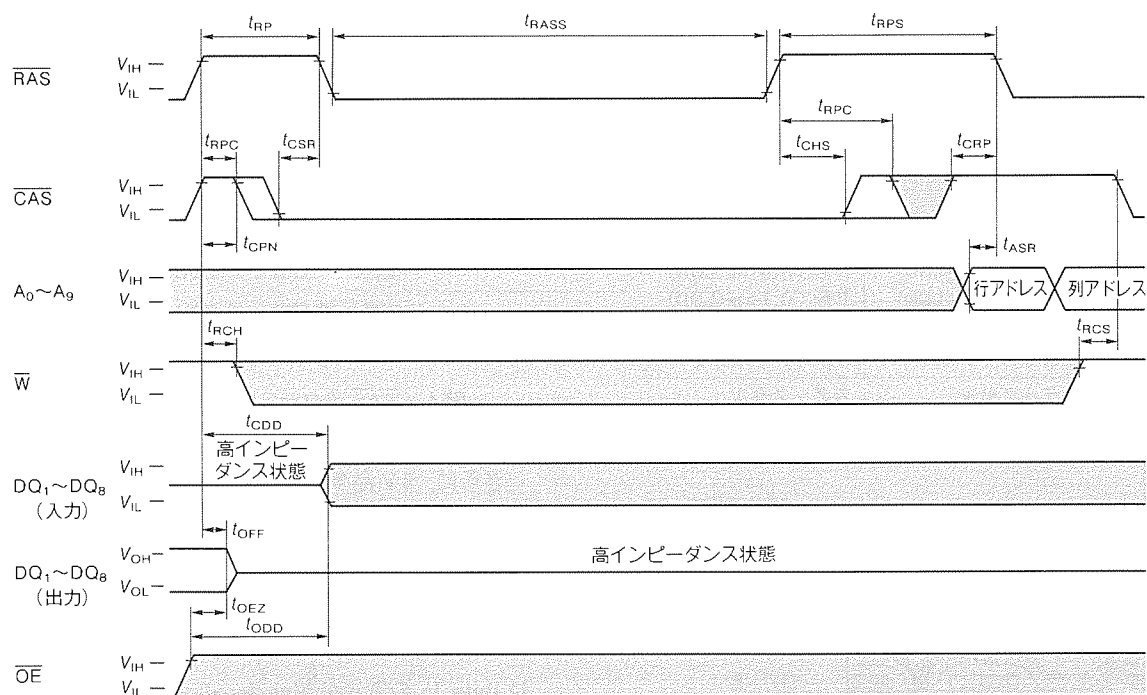 tRP
tRASS
tRPS
RAS
VIH
VIL
tRPC
tCSR
tRPC
tCHS
tCRP
CAS
VIH
VIL
tCPN
tASR
A0〜A9
VIH
VIL
行アドレス
列アドレス
tRCH
tRCS
W
VIH
VIL
tCDD
高インピー
ダンス状態
DQ1〜DQ8
(入力)
VIH
VIL
tOFF
高インピーダンス状態
DQ1〜DQ8
(出力)
VOH
VOL
tOEZ
tODD
OE
VIH
VIL